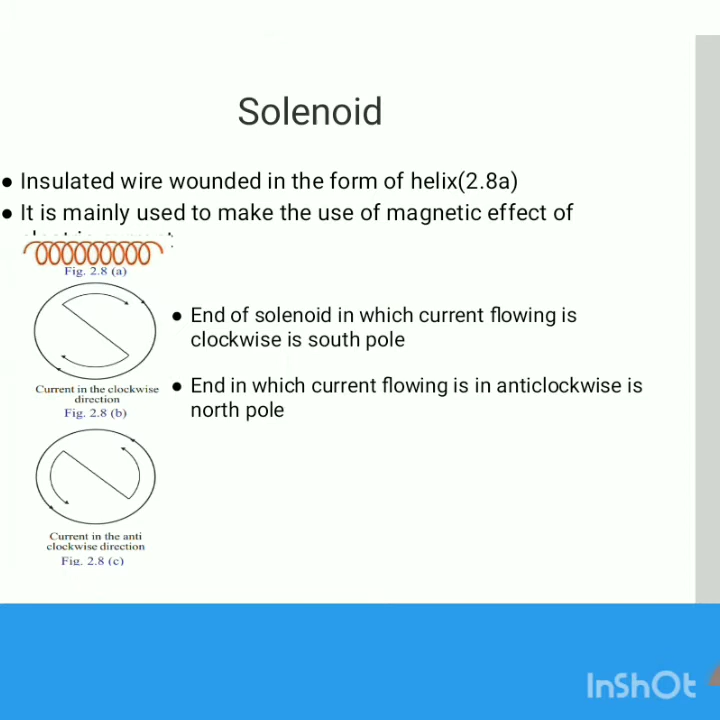 Solenoid
● Insulated wire wounded in the form of helix(2.8a)
● It is mainly used to make the use of magnetic effect of
Fig. 2.8 (a)
● End of solenoid in which current flowing is
clockwise is south pole
Current in the clockwise
direction
Fig. 2.8 (b)
● End in which current flowing is in anticlockwise is
north pole
Current in the anti
clockwise direction
Fig. 2.8 (c)
InShOt